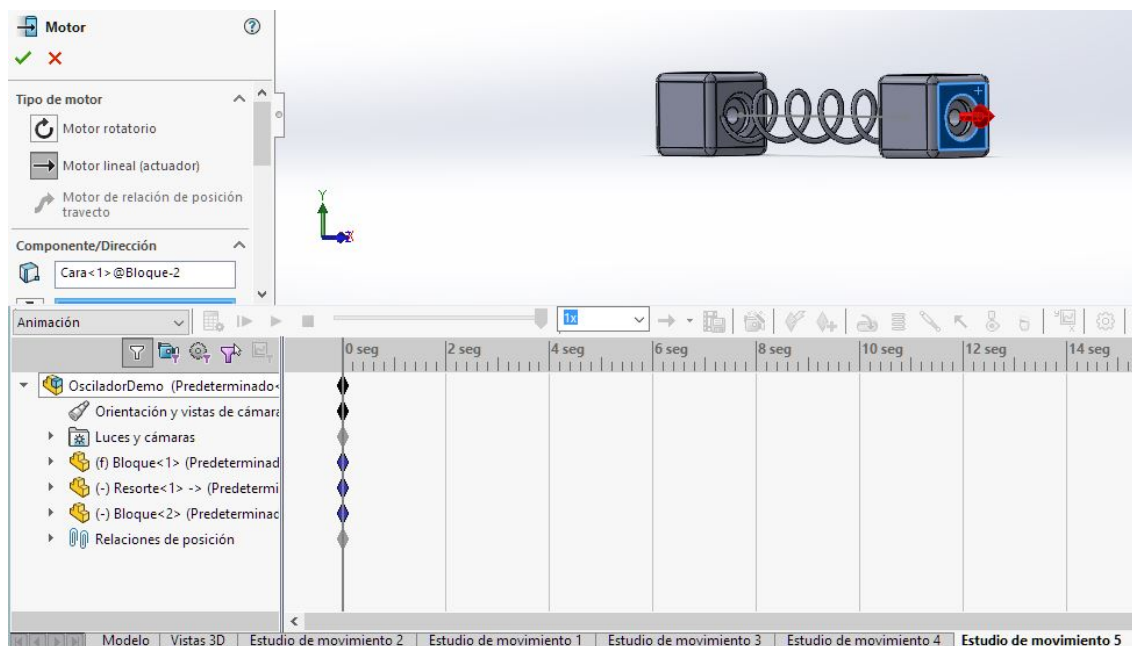 Motor
Tipo de motor
Motor rotatorio
Motor lineal (actuador)
Motor de relación de posición
travecto
Componente/Dirección
Cara<1>@Bloque-2
Y
Animación
1x
0 seg 2 seg 4 seg 6 seg 8 seg 10 seg 12 seg 14 seg
OsciladorDemo (Predeterminado<
Orientación y vistas de cámara
Luces y cámaras
(f) Bloque<1> (Predeterminad
(-) Resorte<1> -> (Predetermi
(-) Bloque<2> (Predeterminac
Relaciones de posición
Modelo Vistas 3D Estudio de movimiento 2 Estudio de movimiento 1 Estudio de movimiento 3 Estudio de movimiento 4 Estudio de movimiento 5